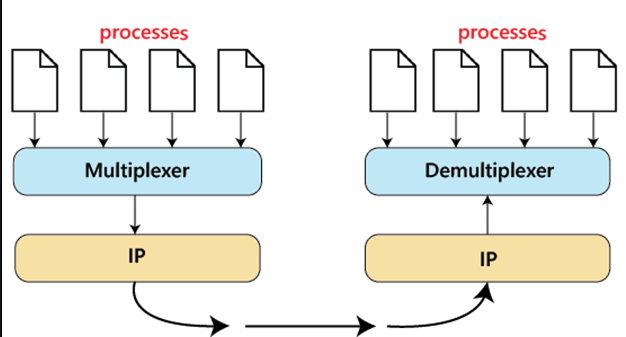 processes
processes
Multiplexer
Demultiplexer
IP
IP